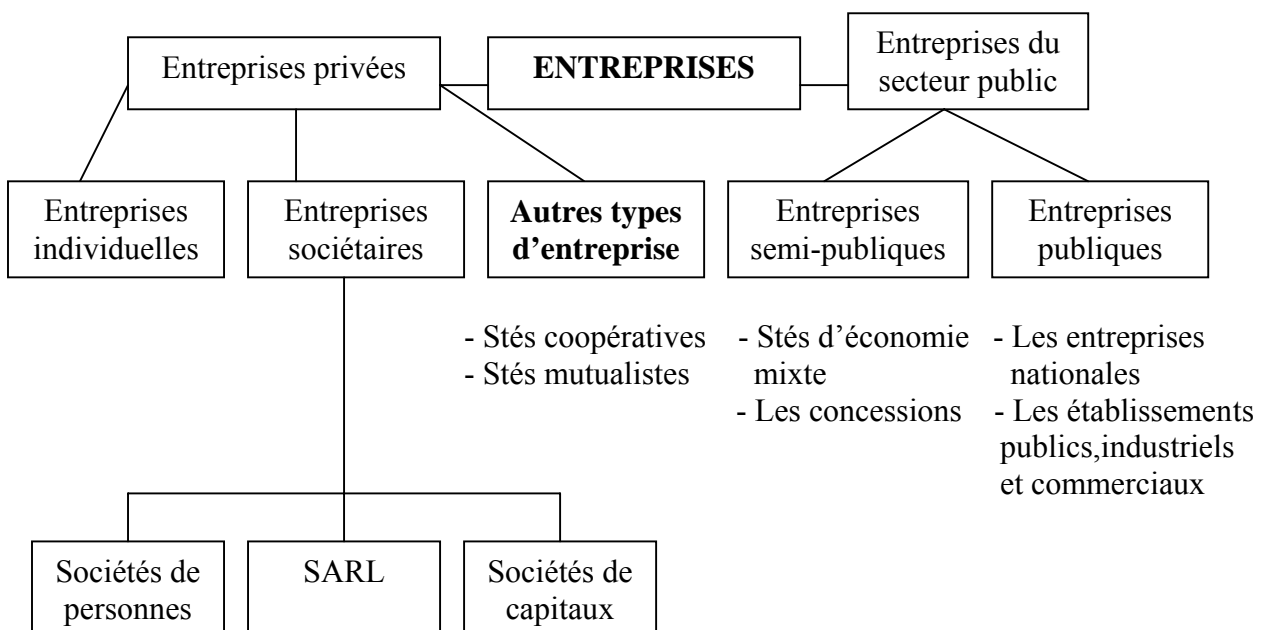 Entreprises privées
ENTREPRISES
Entreprises du
secteur public
Entreprises
individuelles
Entreprises
sociétaires
Autres types
d’entreprise
Entreprises
semi-publiques
Entreprises
publiques
- Stés coopératives
- Stés mutualistes
- Stés d’économie
mixte
- Les concessions
- Les entreprises
nationales
- Les établissements
publics,industriels
et commerciaux
Sociétés de
personnes
SARL
Sociétés de
capitaux